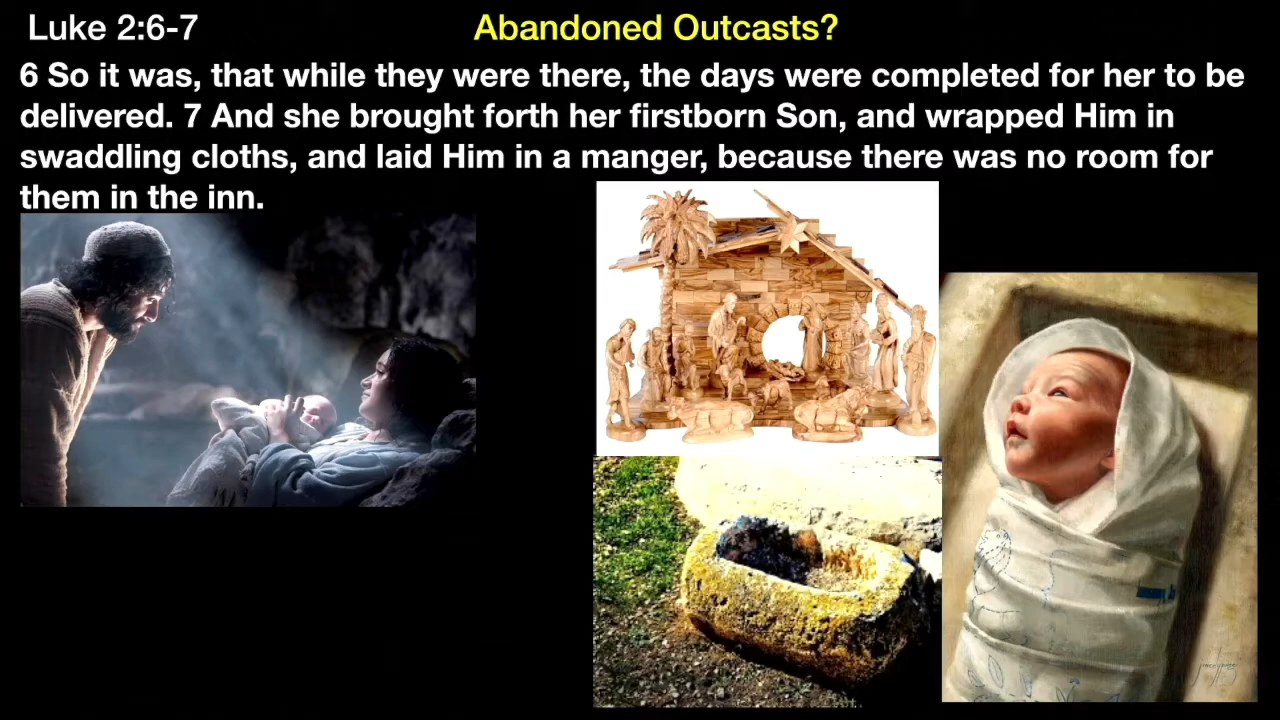 Luke 2:6-7
Abandoned Outcasts?
6 So it was, that while they were there, the days were completed for her to be
delivered. 7 And she brought forth her firstborn Son, and wrapped Him in
swaddling cloths, and laid Him in a manger, because there was no room for
them in the inn.